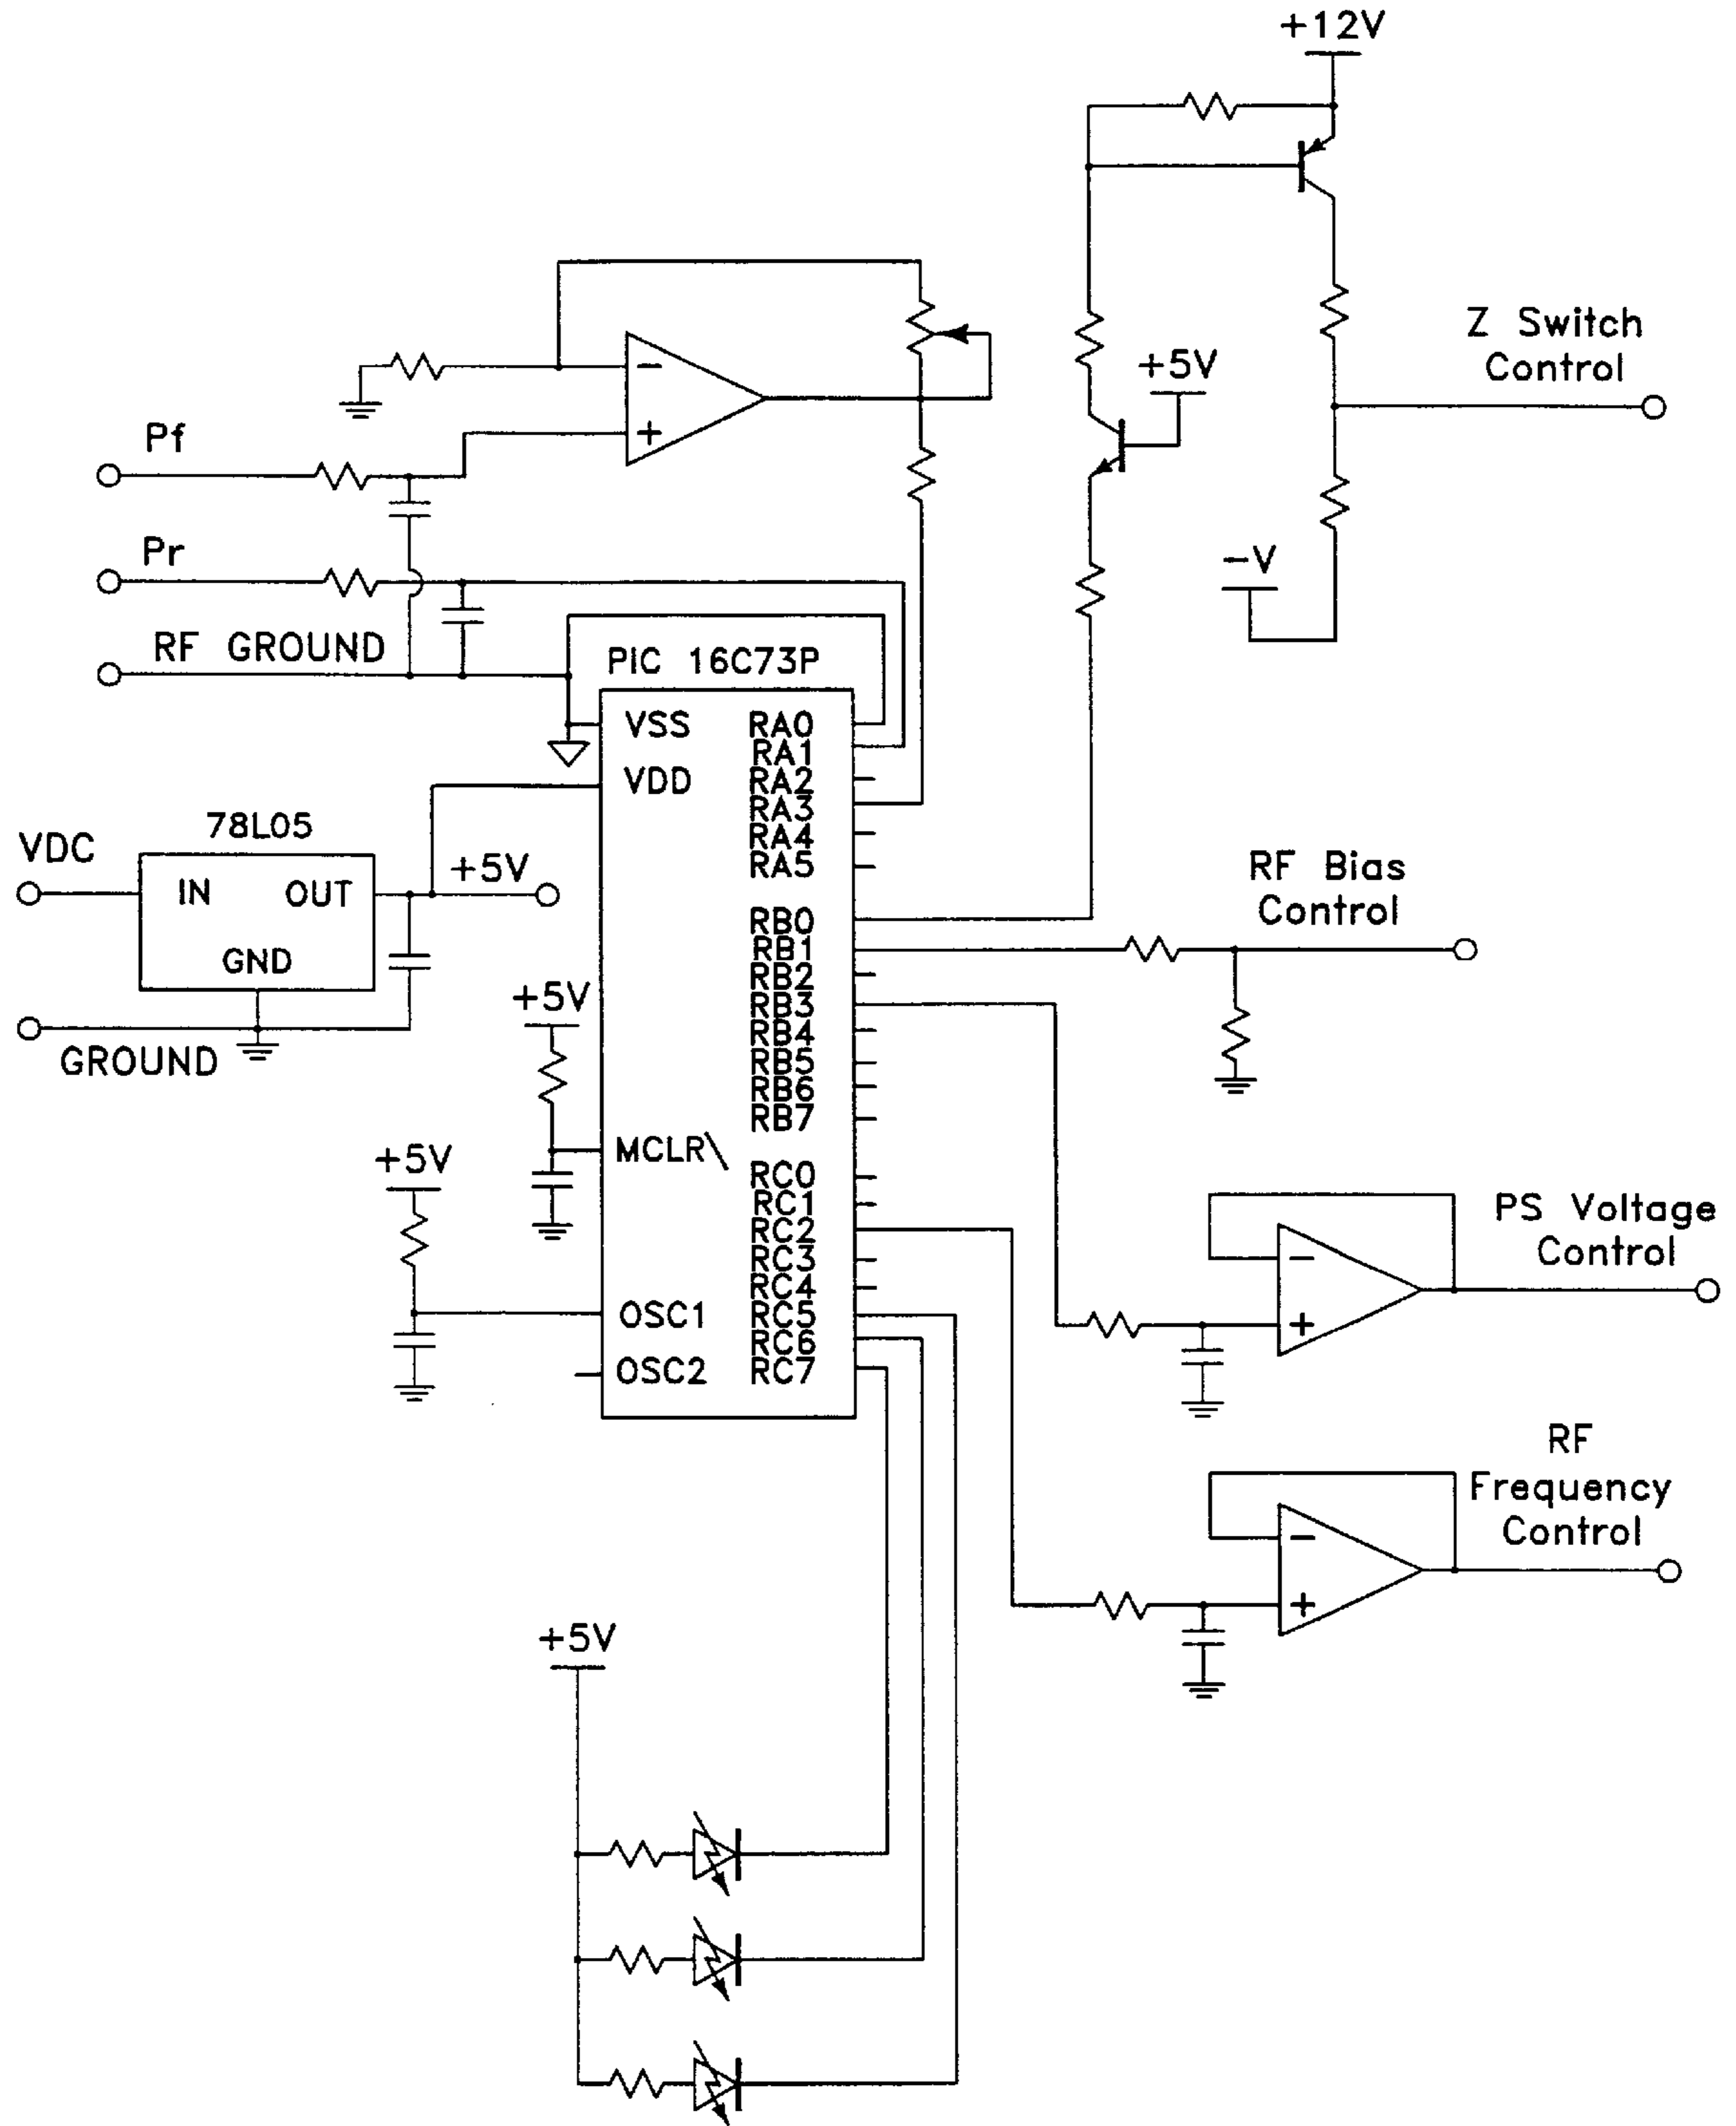 +12V
Z Switch
Control
+5V
−
+
Pf
Pr
-V
RF GROUND
PIC 16C73P
VSS
VDD
MCLR\
OSC1
OSC2
RA0
RA1
RA2
RA3
RA4
RA5
RB0
RB1
RB2
RB3
RB4
RB5
RB6
RB7
RC0
RC1
RC2
RC3
RC4
RC5
RC6
RC7
78L05
VDC
IN
OUT
GND
+5V
GROUND
+5V
+5V
RF Bias
Control
PS Voltage
Control
−
+
RF
Frequency
Control
−
+
+5V